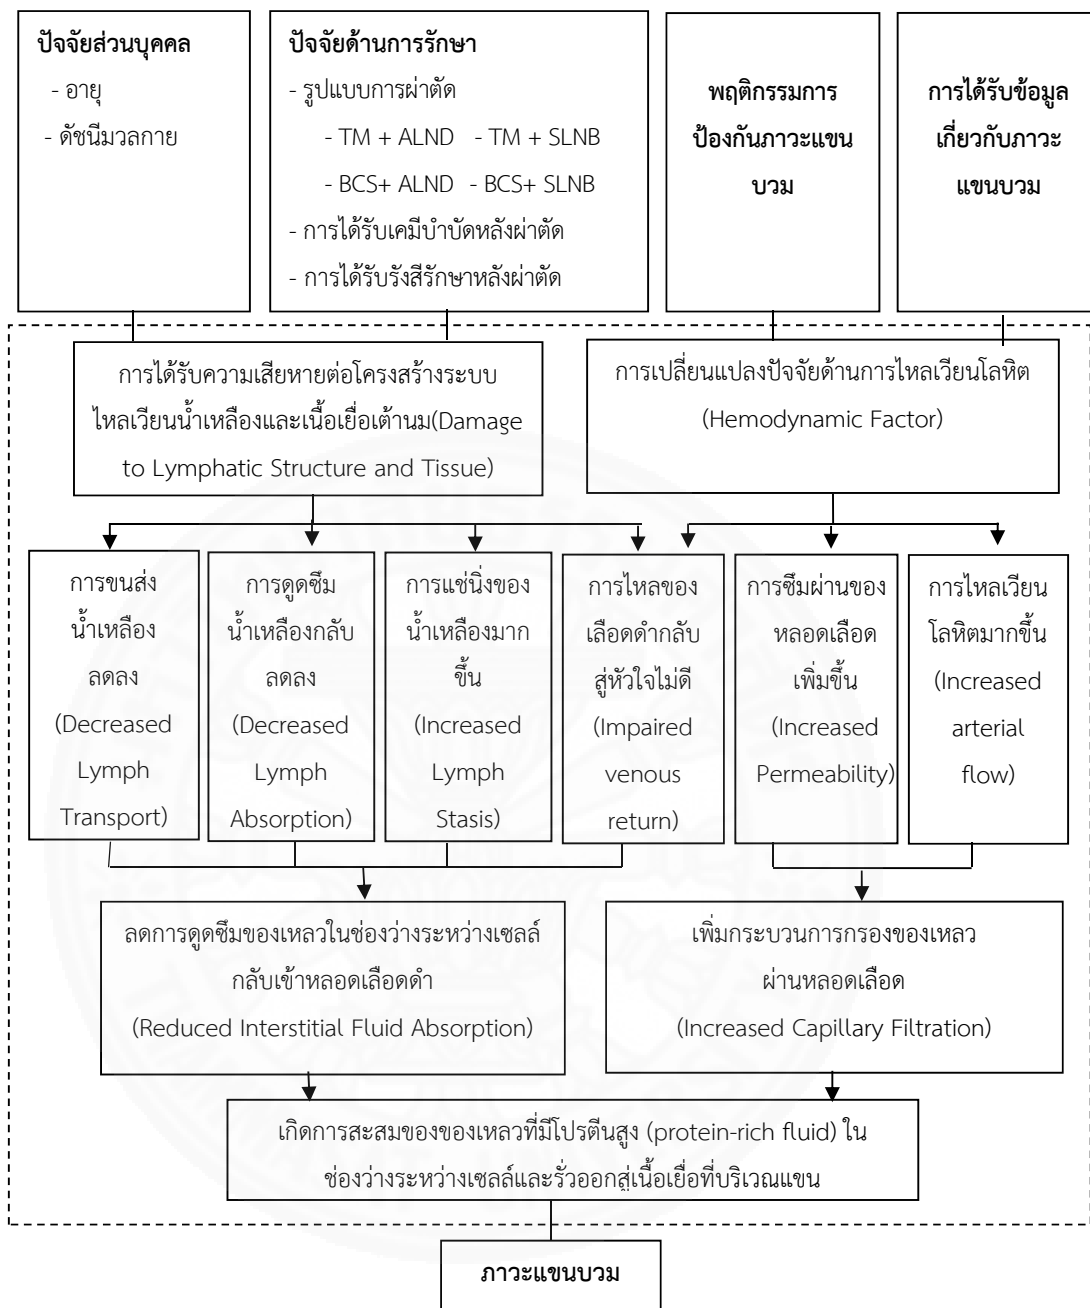 ปัจจัยส่วนบุคคล
- อายุ
- ดัชนีมวลกาย
ปัจจัยด้านการรักษา
- รูปแบบการผ่าตัด
- TM + ALND - TM + SLNB
- BCS+ ALND - BCS+ SLNB
- การได้รับเคมีบำบัดหลังผ่าตัด
- การได้รับรังสีรักษาหลังผ่าตัด
พฤติกรรมการ
ป้องกันภาวะแขน
บวม
การได้รับข้อมูล
เกี่ยวกับภาวะ
แขนบวม
การได้รับความเสียหายต่อโครงสร้างระบบ
ไหลเวียนน้ำเหลืองและเนื้อเยื่อเต้านม(Damage
to Lymphatic Structure and Tissue)
การเปลี่ยนแปลงปัจจัยด้านการไหลเวียนโลหิต
(Hemodynamic Factor)
การขนส่ง
น้ำเหลือง
ลดลง
(Decreased
Lymph
Transport)
การดูดซึม
น้ำเหลืองกลับ
ลดลง
(Decreased
Lymph
Absorption)
การแช่นิ่งของ
น้ำเหลืองมาก
ขึ้น
(Increased
Lymph
Stasis)
การไหลของ
เลือดดำกลับ
สู่หัวใจไม่ดี
(Impaired
venous
return)
การซึมผ่านของ
หลอดเลือด
เพิ่มขึ้น
(Increased
Permeability)
การไหลเวียน
โลหิตมากขึ้น
(Increased
arterial
flow)
ลดการดูดซึมของเหลวในช่องว่างระหว่างเซลล์
กลับเข้าหลอดเลือดดำ
(Reduced Interstitial Fluid Absorption)
เพิ่มกระบวนการกรองของเหลว
ผ่านหลอดเลือด
(Increased Capillary Filtration)
เกิดการสะสมของของเหลวที่มีโปรตีนสูง (protein-rich fluid) ใน
ช่องว่างระหว่างเซลล์และรั่วออกสู่เนื้อเยื่อที่บริเวณแขน
ภาวะแขนบวม